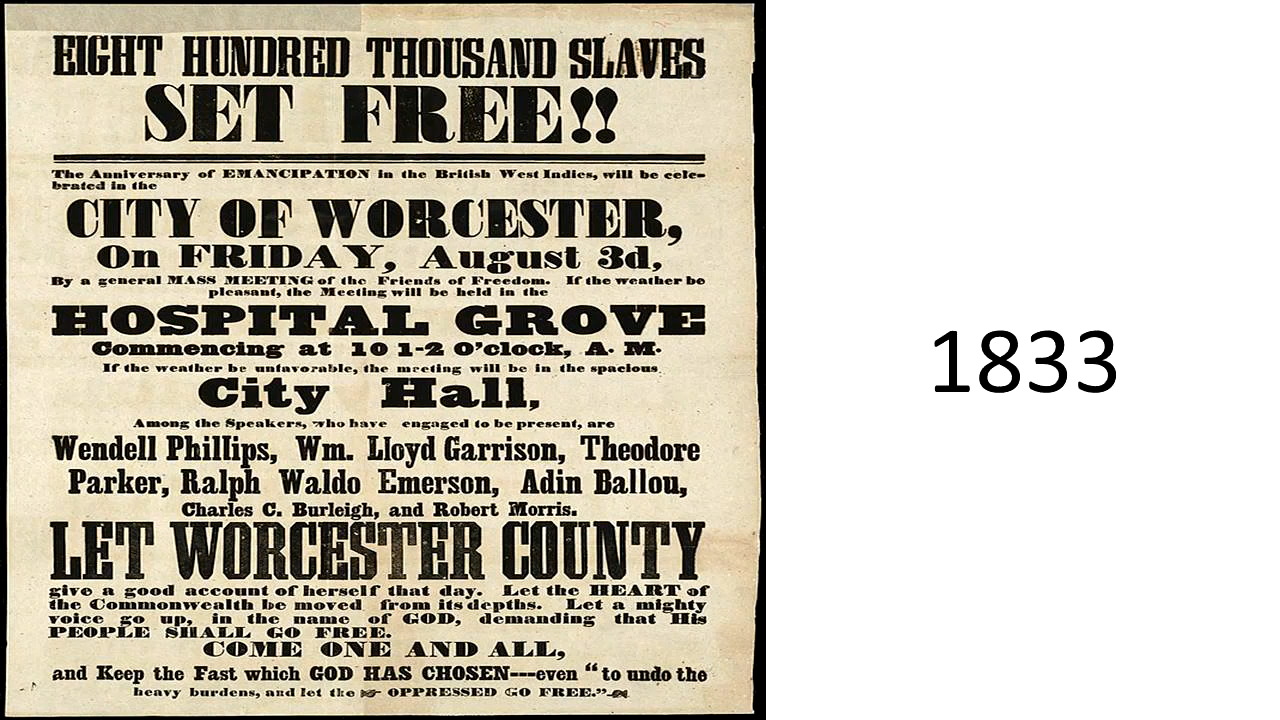 EIGHT HUNDRED THOUSAND SLAVES
SET FREE!!
The Anniversary of EMANCIPATION in the British West Indies, will be cele-
brated in the
CITY OF WORCESTER,
On FRIDAY, August 3d,
By a general MASS MEETING of the Friends of Freedom. If the weather be
pleasant, the Meeting will be held in the
HOSPITAL GROVE
Commencing at 10 1-2 O'clock, A. M.
If the weather be unfavorable, the meeting will be in the spacious
City Hall,
Among the Speakers, who have engaged to be present, are
Wendell Phillips, Wm. Lloyd Garrison, Theodore
Parker, Ralph Waldo Emerson, Adin Ballou,
Charles C. Burleigh, and Robert Morris.
LET WORCESTER COUNTY
give a good account of herself that day. Let the HEART of
the Commonwealth be moved from its depths. Let a mighty
voice go up, in the name of GOD, demanding that His
PEOPLE SHALL GO FREE.
COME ONE AND ALL,
and Keep the Fast which GOD HAS CHOSEN---even "to undo the
heavy burdens, and let the ☞ OPPRESSED GO FREE."
1833